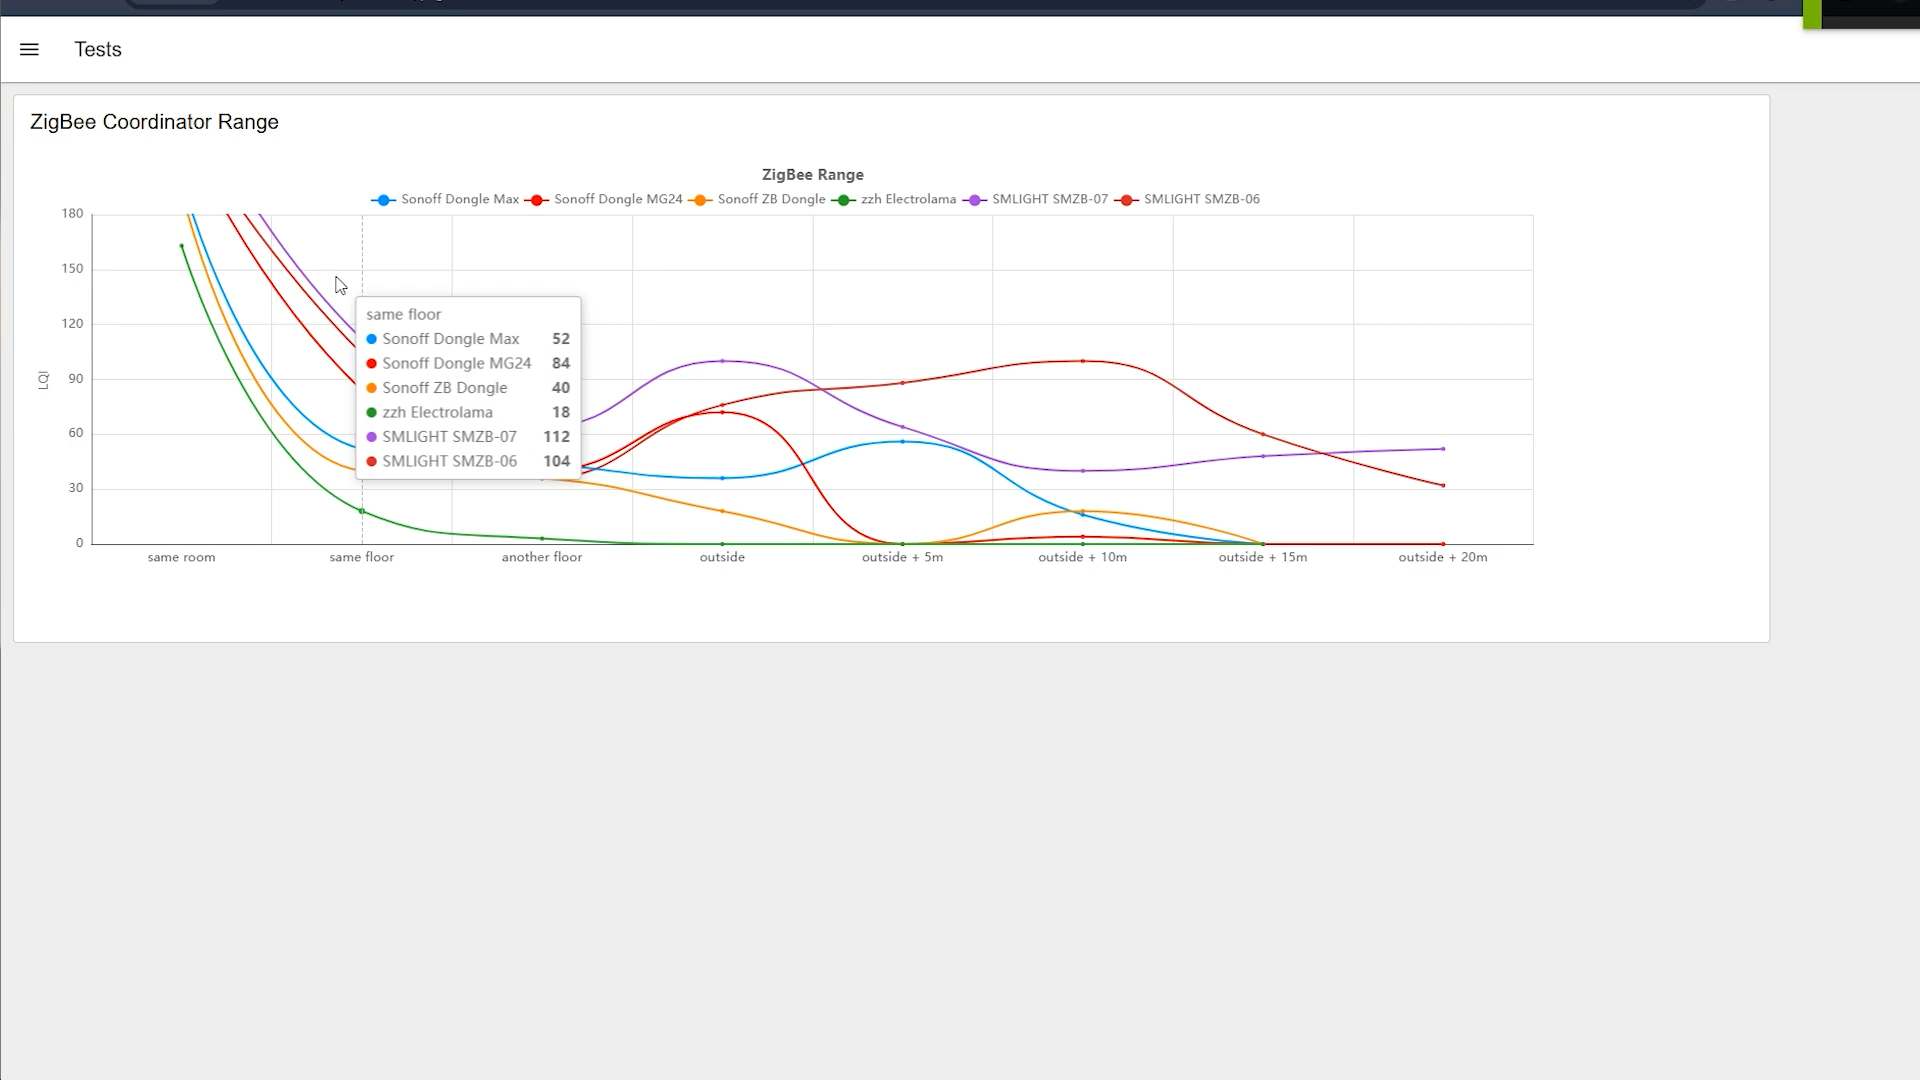 Tests
ZigBee Coordinator Range
ZigBee Range
Sonoff Dongle Max Sonoff Dongle MG24 Sonoff ZB Dongle zzh Electrolama SMLIGHT SMZB-07 SMLIGHT SMZB-06
180
150
120
90
60
30
0
LQI
same floor
Sonoff Dongle Max 52
Sonoff Dongle MG24 84
Sonoff ZB Dongle 40
zzh Electrolama 18
SMLIGHT SMZB-07 112
SMLIGHT SMZB-06 104
same room same floor another floor outside outside + 5m outside + 10m outside + 15m outside + 20m